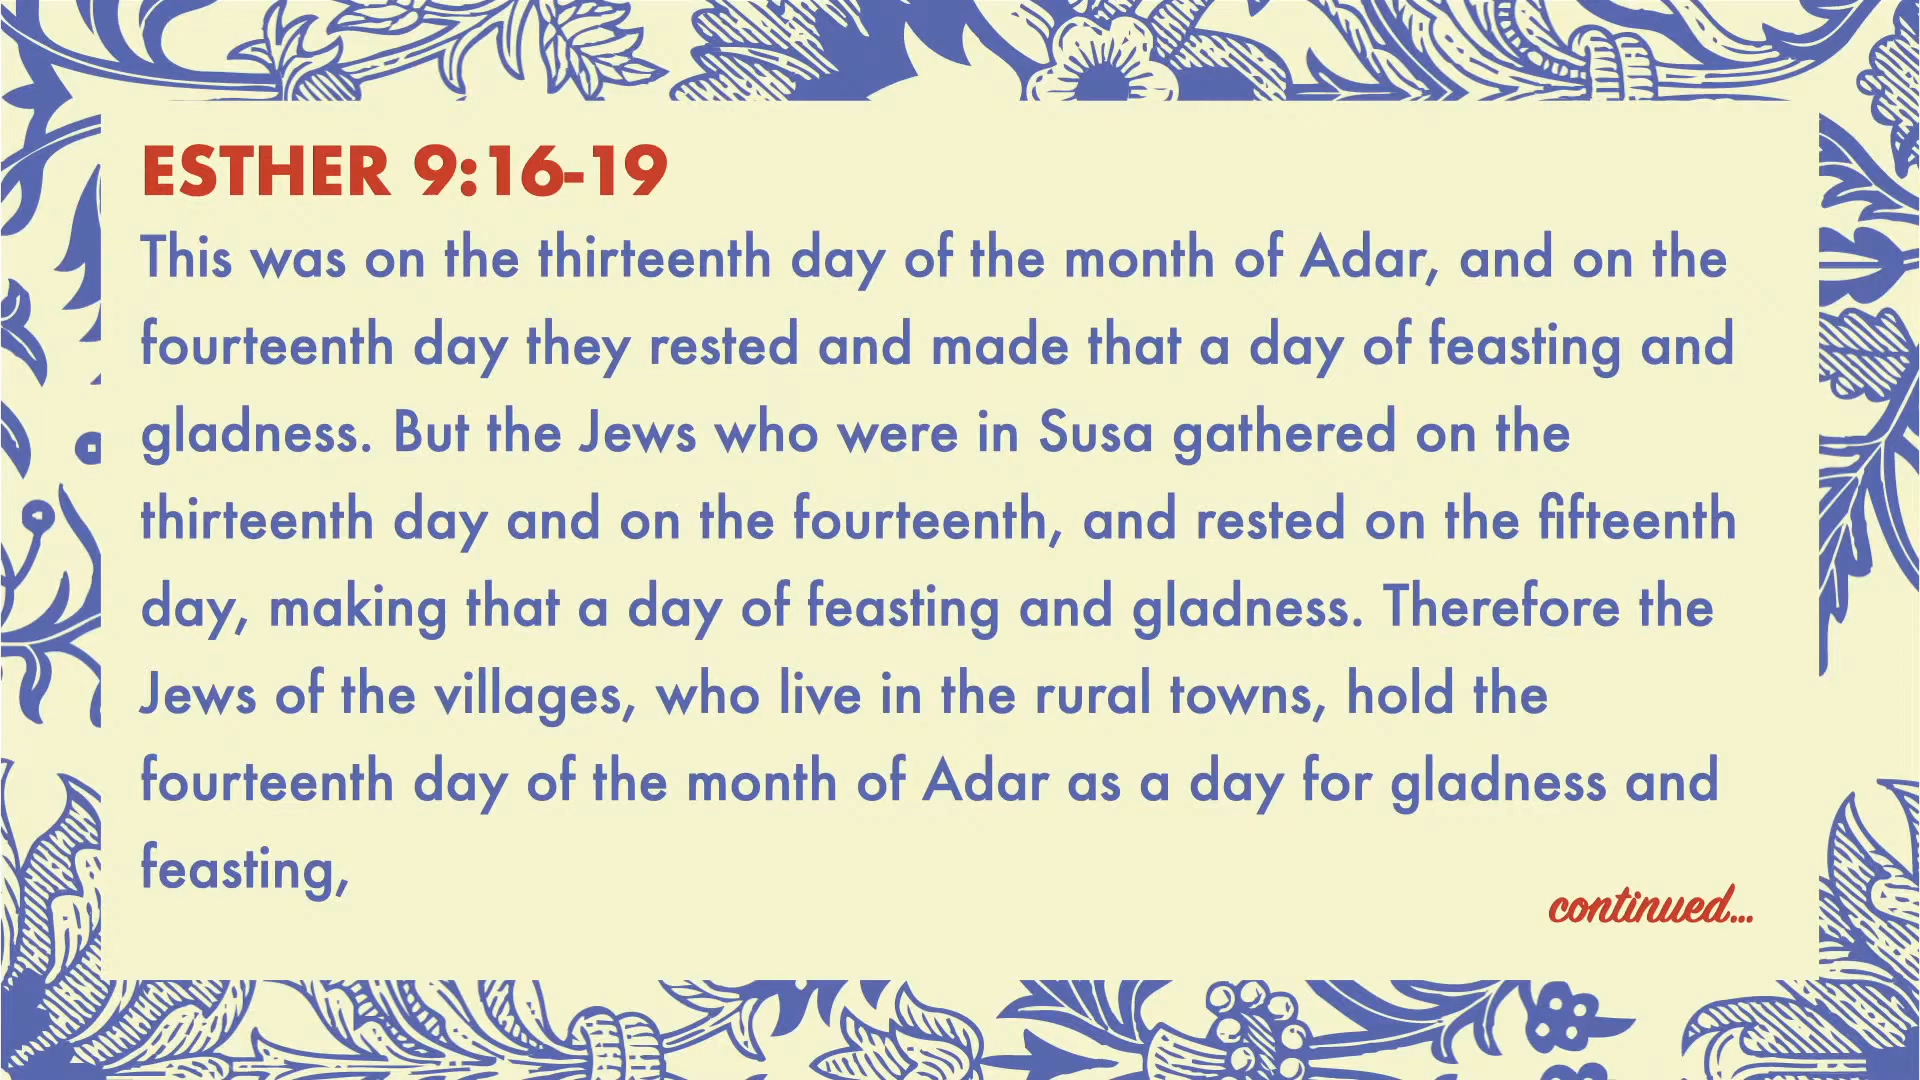 ESTHER 9:16-19
This was on the thirteenth day of the month of Adar, and on the
fourteenth day they rested and made that a day of feasting and
gladness. But the Jews who were in Susa gathered on the
thirteenth day and on the fourteenth, and rested on the fifteenth
day, making that a day of feasting and gladness. Therefore the
Jews of the villages, who live in the rural towns, hold the
fourteenth day of the month of Adar as a day for gladness and
feasting,
continued...